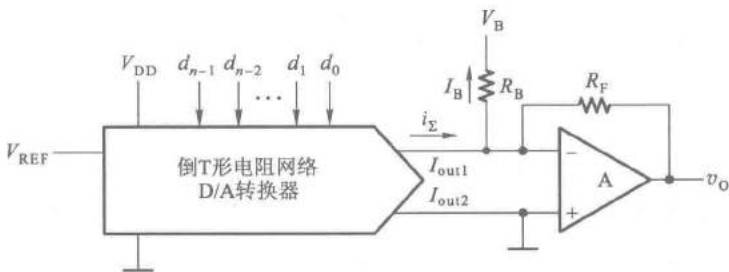 V_B
V_DD d_{n-1} d_{n-2} ··· d_1 d_0
I_B R_B R_F
i_Σ
V_REF
倒T形电阻网络
D/A转换器
I_out1
I_out2
− A +
v_O